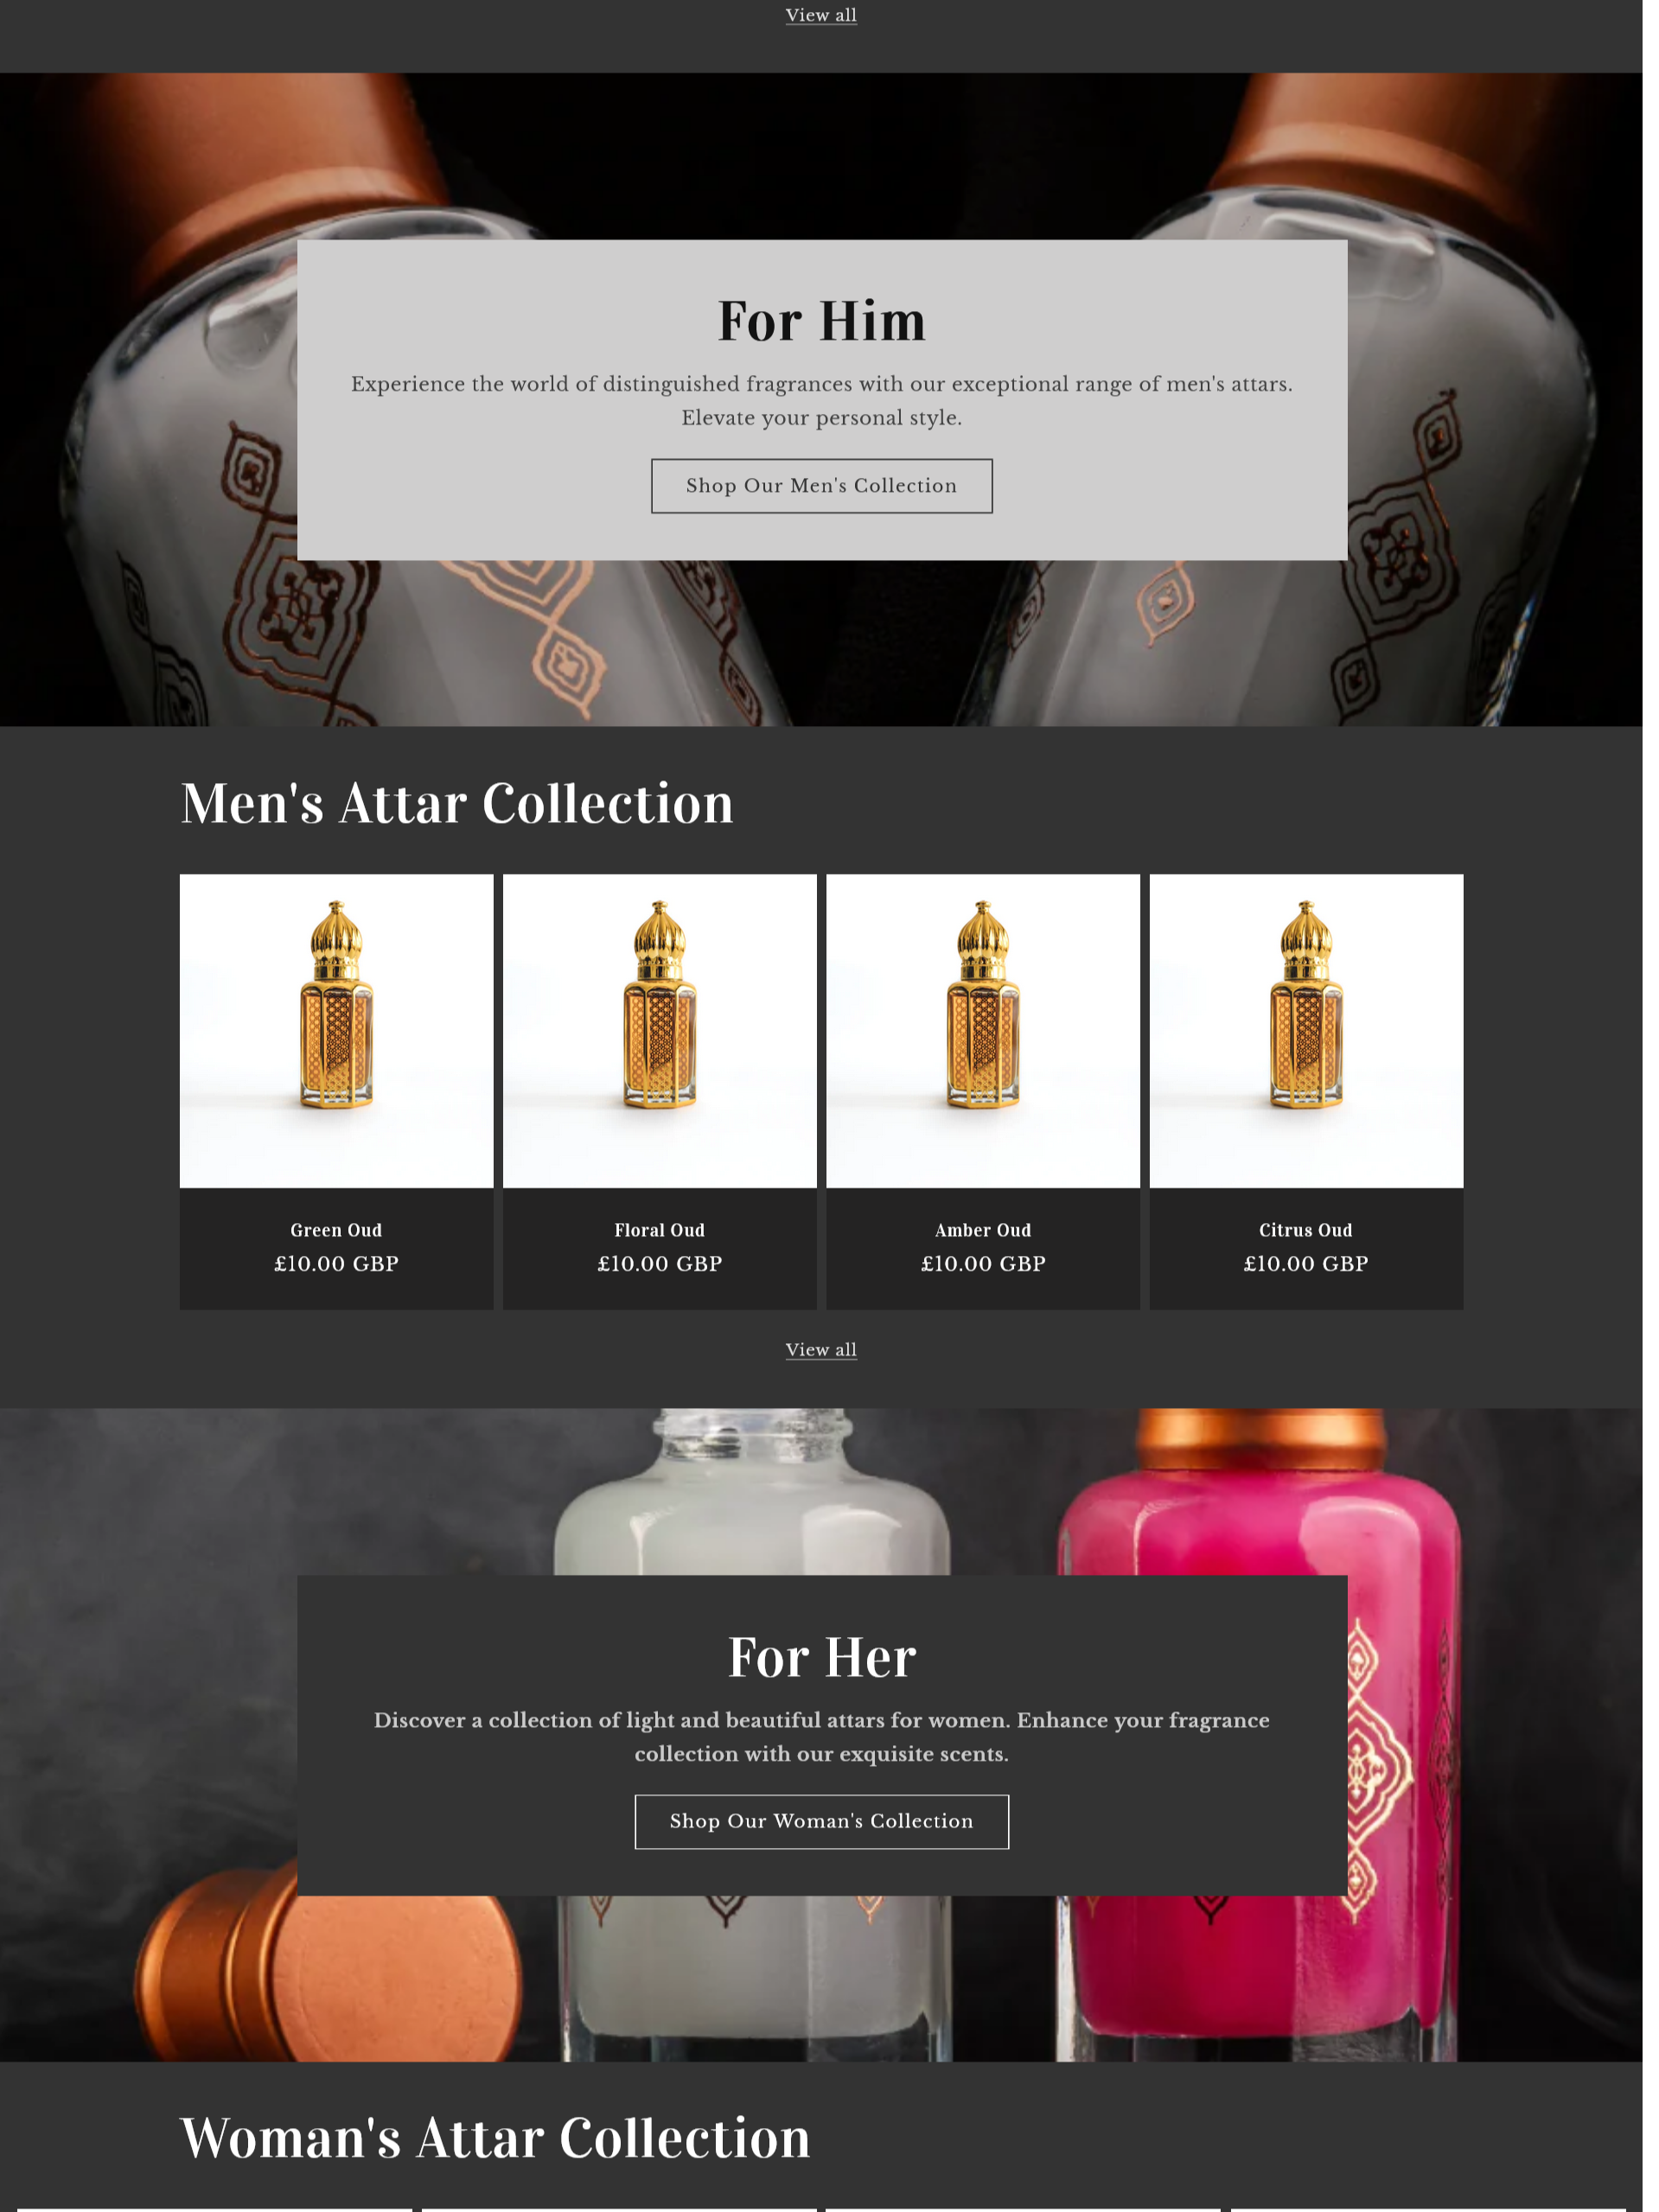 View all
For Him
Experience the world of distinguished fragrances with our exceptional range of men's attars.
Elevate your personal style.
Shop Our Men's Collection
Men's Attar Collection
Green Oud
£10.00 GBP
Floral Oud
£10.00 GBP
Amber Oud
£10.00 GBP
Citrus Oud
£10.00 GBP
View all
For Her
Discover a collection of light and beautiful attars for women. Enhance your fragrance
collection with our exquisite scents.
Shop Our Woman's Collection
Woman's Attar Collection